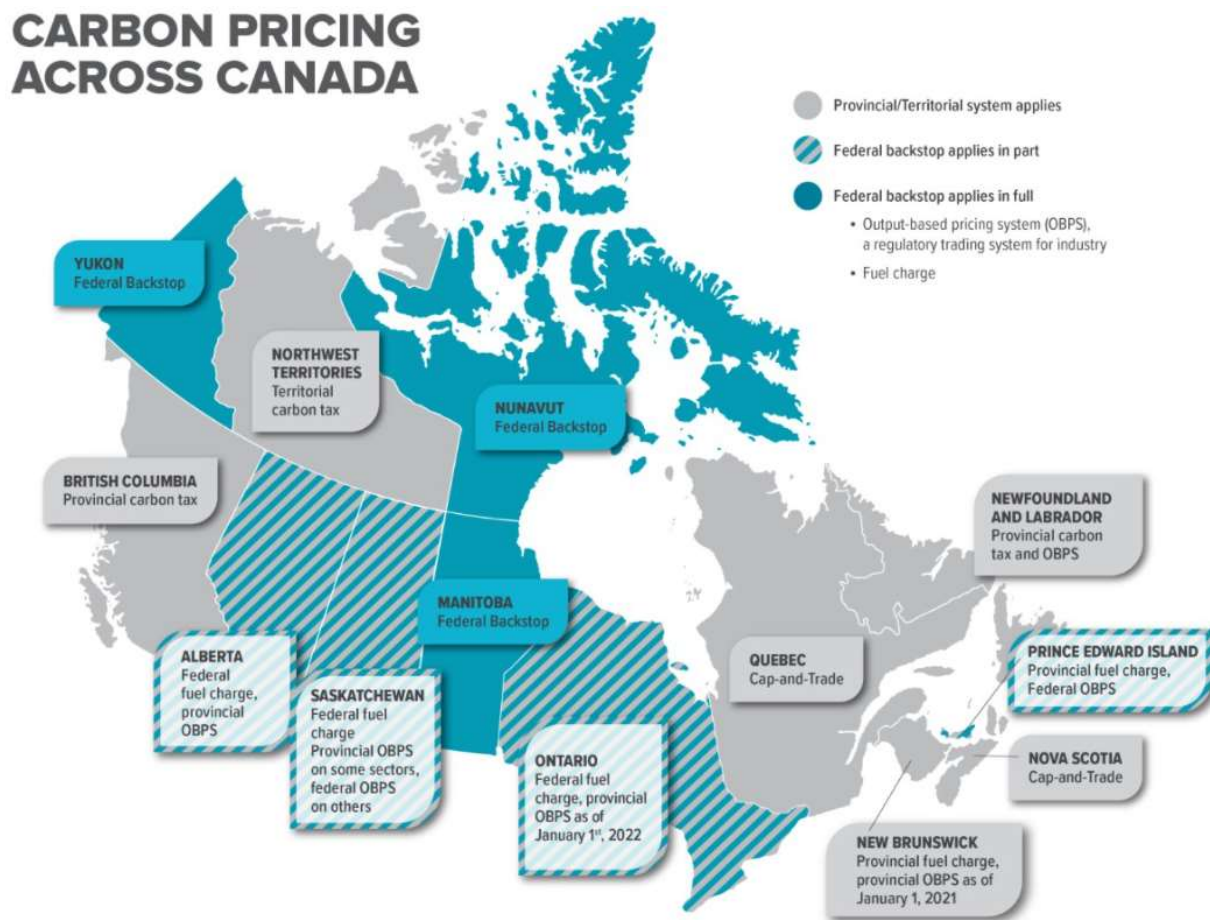 CARBON PRICING
ACROSS CANADA
Provincial/Territorial system applies
Federal backstop applies in part
Federal backstop applies in full
• Output-based pricing system (OBPS),
a regulatory trading system for industry
• Fuel charge
YUKON
Federal Backstop
NORTHWEST
TERRITORIES
Territorial
carbon tax
NUNAVUT
Federal Backstop
BRITISH COLUMBIA
Provincial carbon tax
NEWFOUNDLAND
AND LABRADOR
Provincial carbon
tax and OBPS
MANITOBA
Federal Backstop
ALBERTA
Federal
fuel charge,
provincial
OBPS
SASKATCHEWAN
Federal fuel
charge
Provincial OBPS
on some sectors,
federal OBPS
on others
ONTARIO
Federal fuel
charge, provincial
OBPS as of
January 1st, 2022
QUEBEC
Cap-and-Trade
PRINCE EDWARD ISLAND
Provincial fuel charge,
Federal OBPS
NOVA SCOTIA
Cap-and-Trade
NEW BRUNSWICK
Provincial fuel charge,
provincial OBPS as of
January 1, 2021